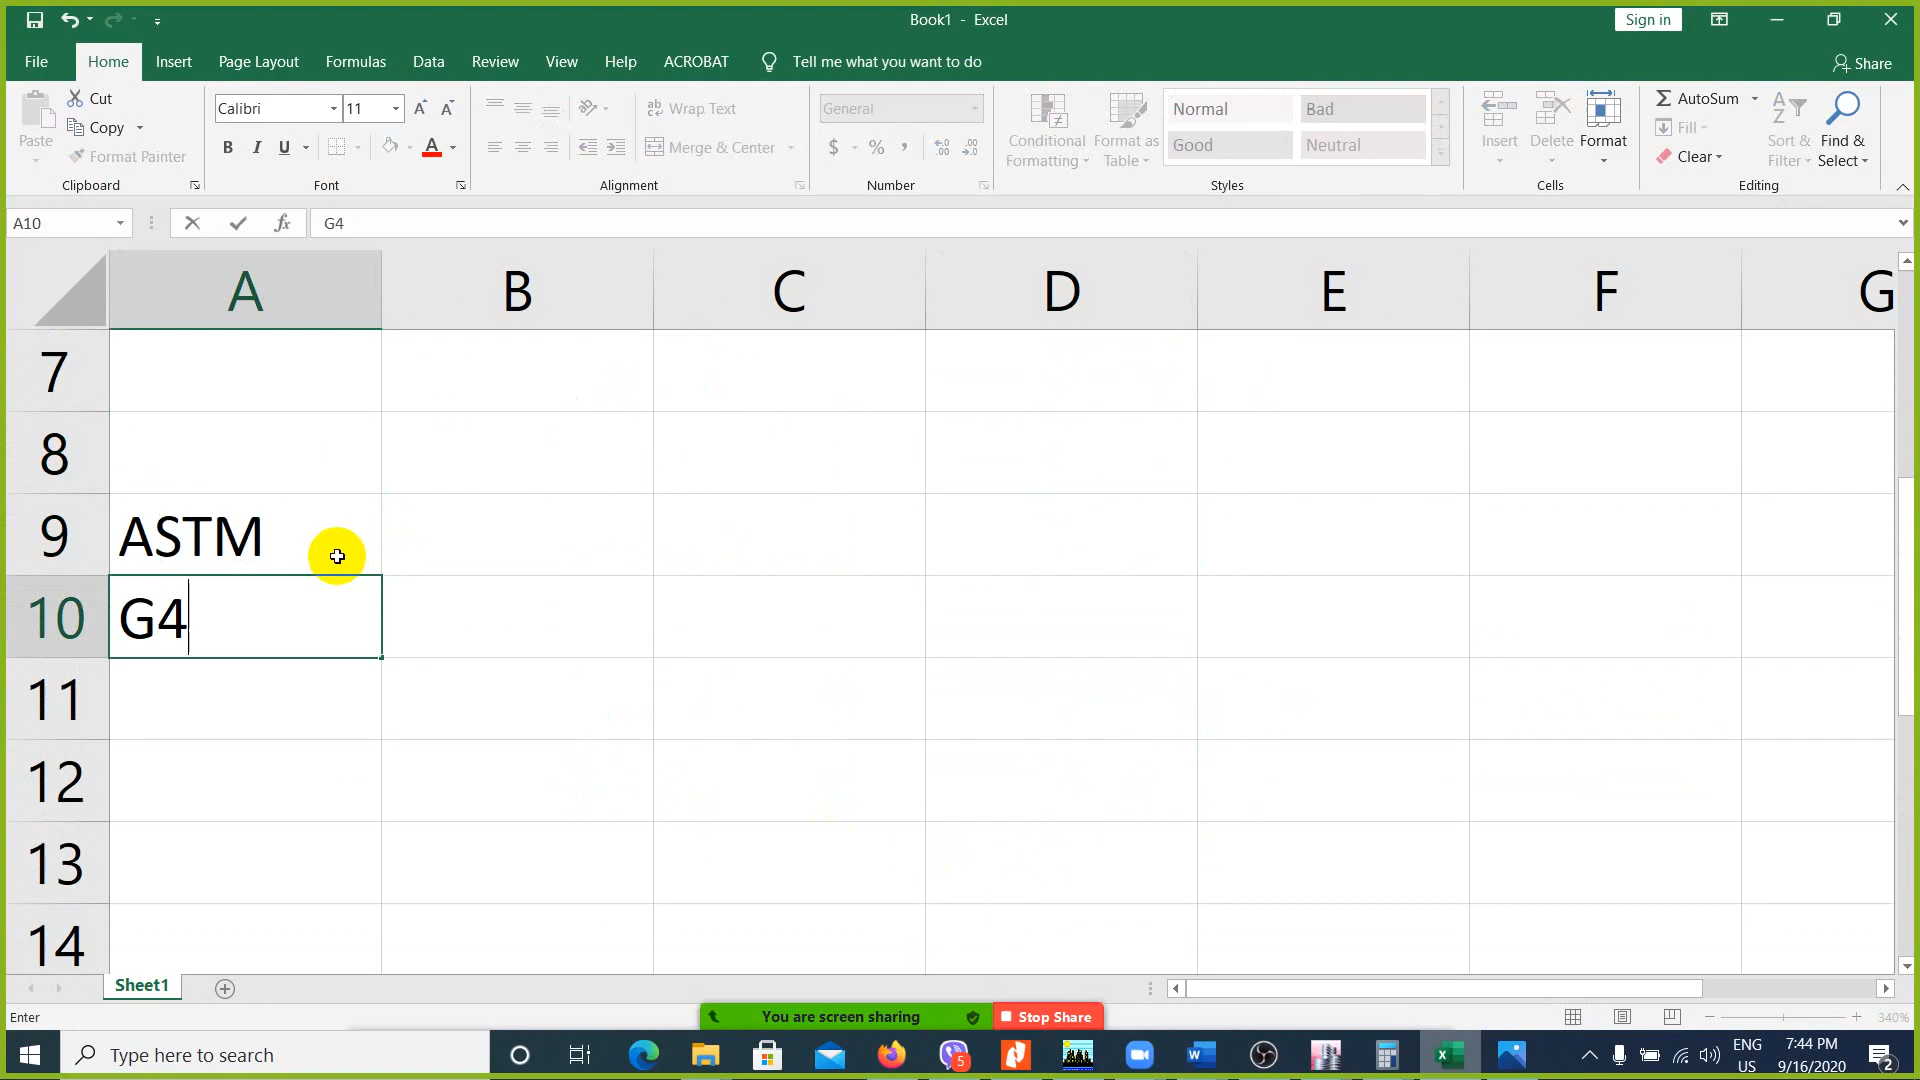 Book1 - Excel
Sign in
File Home Insert Page Layout Formulas Data Review View Help ACROBAT Tell me what you want to do
Share
Cut
Copy
Format Painter
Paste
Clipboard
Calibri 11
B I U A
Font
ab Wrap Text
Merge & Center
Alignment
General
$ % ,
Number
Conditional Formatting
Format as Table
Normal Bad
Good Neutral
Styles
Insert Delete Format
Cells
AutoSum
Fill
Clear
Sort & Filter
Find & Select
Editing
A10 fx G4
A B C D E F G
7
8
9 ASTM
10 G4
11
12
13
14
Sheet1
Enter
You are screen sharing Stop Share
340%
Type here to search
5
ENG
US
7:44 PM
9/16/2020
2